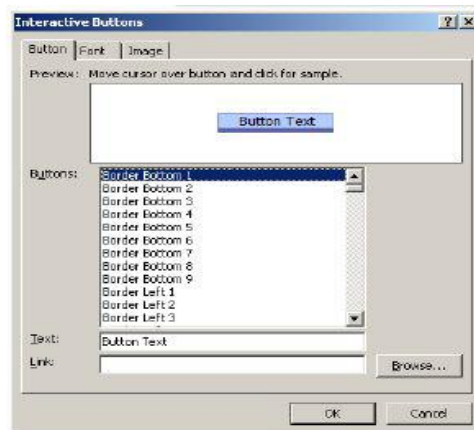 Interactive Buttons
Button Font Image
Preview: Move cursor over button and click for sample.
Button Text
Buttons:
Border Bottom 1
Border Bottom 2
Border Bottom 3
Border Bottom 4
Border Bottom 5
Border Bottom 6
Border Bottom 7
Border Bottom 8
Border Bottom 9
Border Left 1
Border Left 2
Border Left 3
Text: Button Text
Link: Browse...
OK Cancel